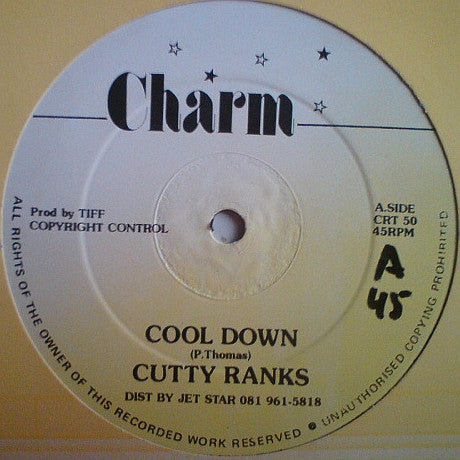 Charm
Prod by TIFF
COPYRIGHT CONTROL
A.SIDE
CRT 50
45RPM
A
45
COOL DOWN
(P.Thomas)
CUTTY RANKS
DIST BY JET STAR 081 961-5818
ALL RIGHTS OF THE OWNER OF THIS RECORDED WORK RESERVED ● UNAUTHORISED COPYING PROHIBITED